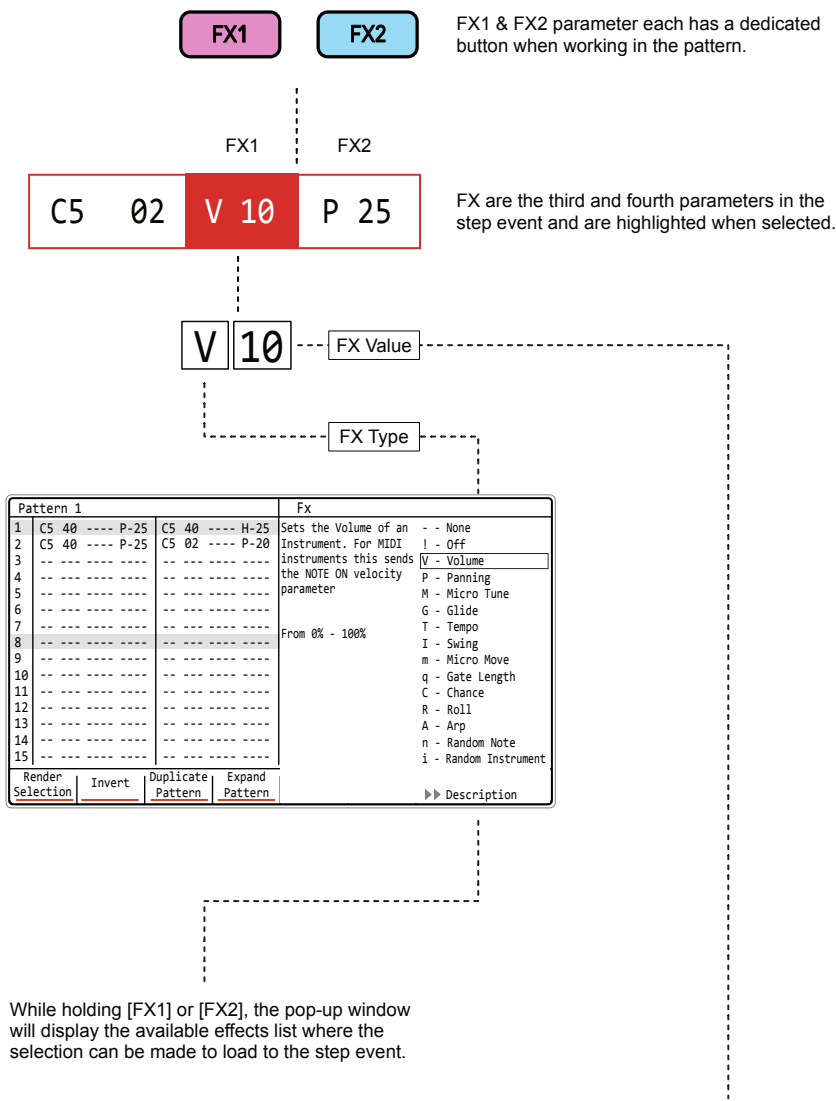 FX1 FX2
FX1 & FX2 parameter each has a dedicated
button when working in the pattern.
FX1 FX2
C5 02 V 10 P 25
FX are the third and fourth parameters in the
step event and are highlighted when selected.
V 10
FX Value
FX Type
Pattern 1
1 C5 40 ---- P-25 C5 40 ---- H-25
2 C5 40 ---- P-25 C5 02 ---- P-20
3 -- --- ---- ---- -- --- ---- ----
4 -- --- ---- ---- -- --- ---- ----
5 -- --- ---- ---- -- --- ---- ----
6 -- --- ---- ---- -- --- ---- ----
7 -- --- ---- ---- -- --- ---- ----
8 -- --- ---- ---- -- --- ---- ----
9 -- --- ---- ---- -- --- ---- ----
10 -- --- ---- ---- -- --- ---- ----
11 -- --- ---- ---- -- --- ---- ----
12 -- --- ---- ---- -- --- ---- ----
13 -- --- ---- ---- -- --- ---- ----
14 -- --- ---- ---- -- --- ---- ----
15 -- --- ---- ---- -- --- ---- ----
Fx
Sets the Volume of an
Instrument. For MIDI
instruments this sends
the NOTE ON velocity
parameter
From 0% - 100%
- - None
! - Off
V - Volume
P - Panning
M - Micro Tune
G - Glide
T - Tempo
I - Swing
m - Micro Move
q - Gate Length
C - Chance
R - Roll
A - Arp
n - Random Note
i - Random Instrument
Render
Selection
Invert
Duplicate
Pattern
Expand
Pattern
Description
While holding [FX1] or [FX2], the pop-up window
will display the available effects list where the
selection can be made to load to the step event.